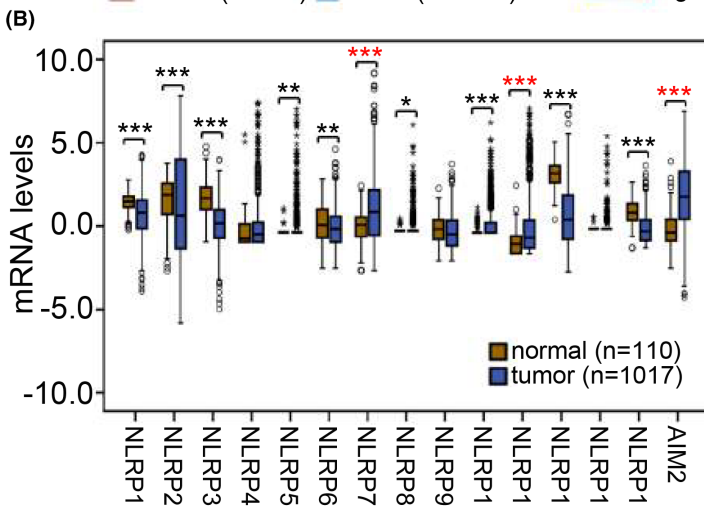 (B)
mRNA levels
10.0
5.0
0.0
-5.0
-10.0
***
***
***
**
**
***
*
***
***
***
***
***
normal (n=110)
tumor (n=1017)
NLRP1
NLRP2
NLRP3
NLRP4
NLRP5
NLRP6
NLRP7
NLRP8
NLRP9
NLRP1
NLRP1
NLRP1
NLRP1
NLRP1
AIM2